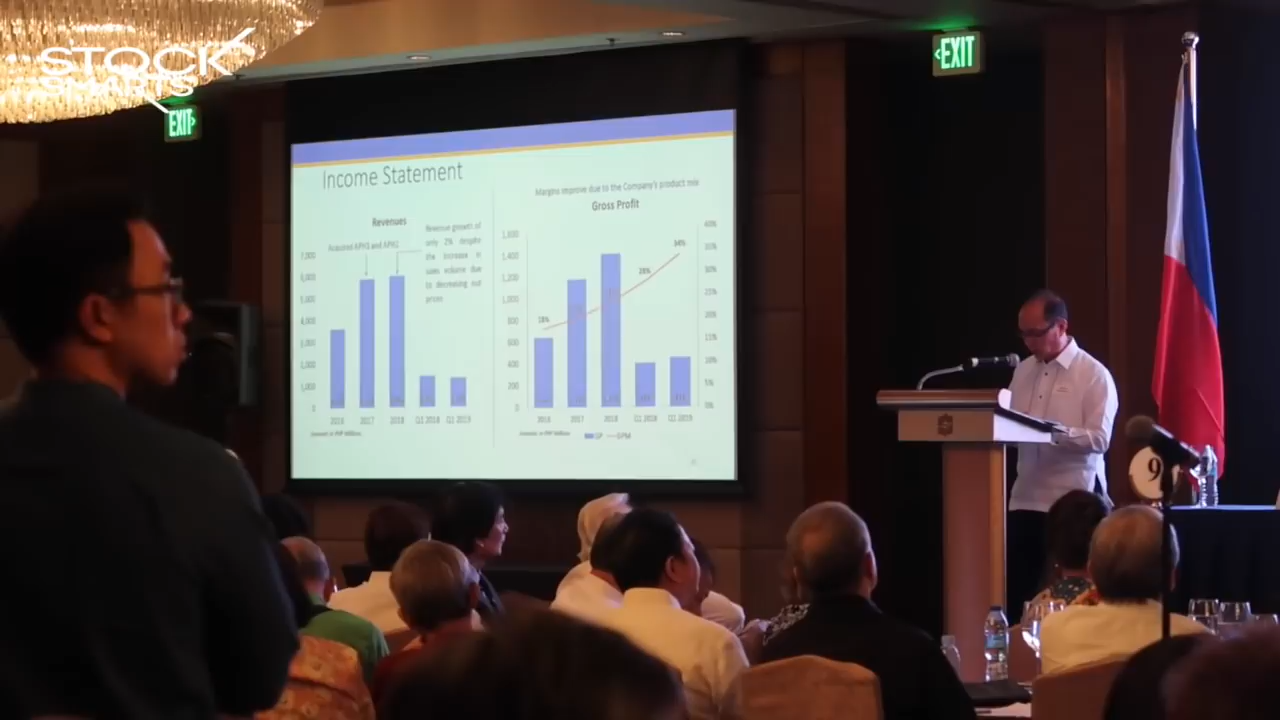 STOCK
SMARTS
EXIT
EXIT
Income Statement
Margins improve due to the Company's product mix
Gross Profit
Revenues
Acquired APHI and
Revenue growth of
only 2% despite
the increase in
sales volume due
to decreasing nut
prices
7,000
6,000
5,000
4,000
3,000
2,000
1,000
0
2016 2017 2018 Q1 2018 Q1 2019
Amounts in PHP Millions
1,600
1,400
1,200
1,000
800
600
400
200
0
40%
35%
30%
25%
20%
15%
10%
5%
0%
18%
28%
34%
2016 2017 2018 Q1 2018 Q1 2019
Amounts in PHP Millions
GP GPM
9